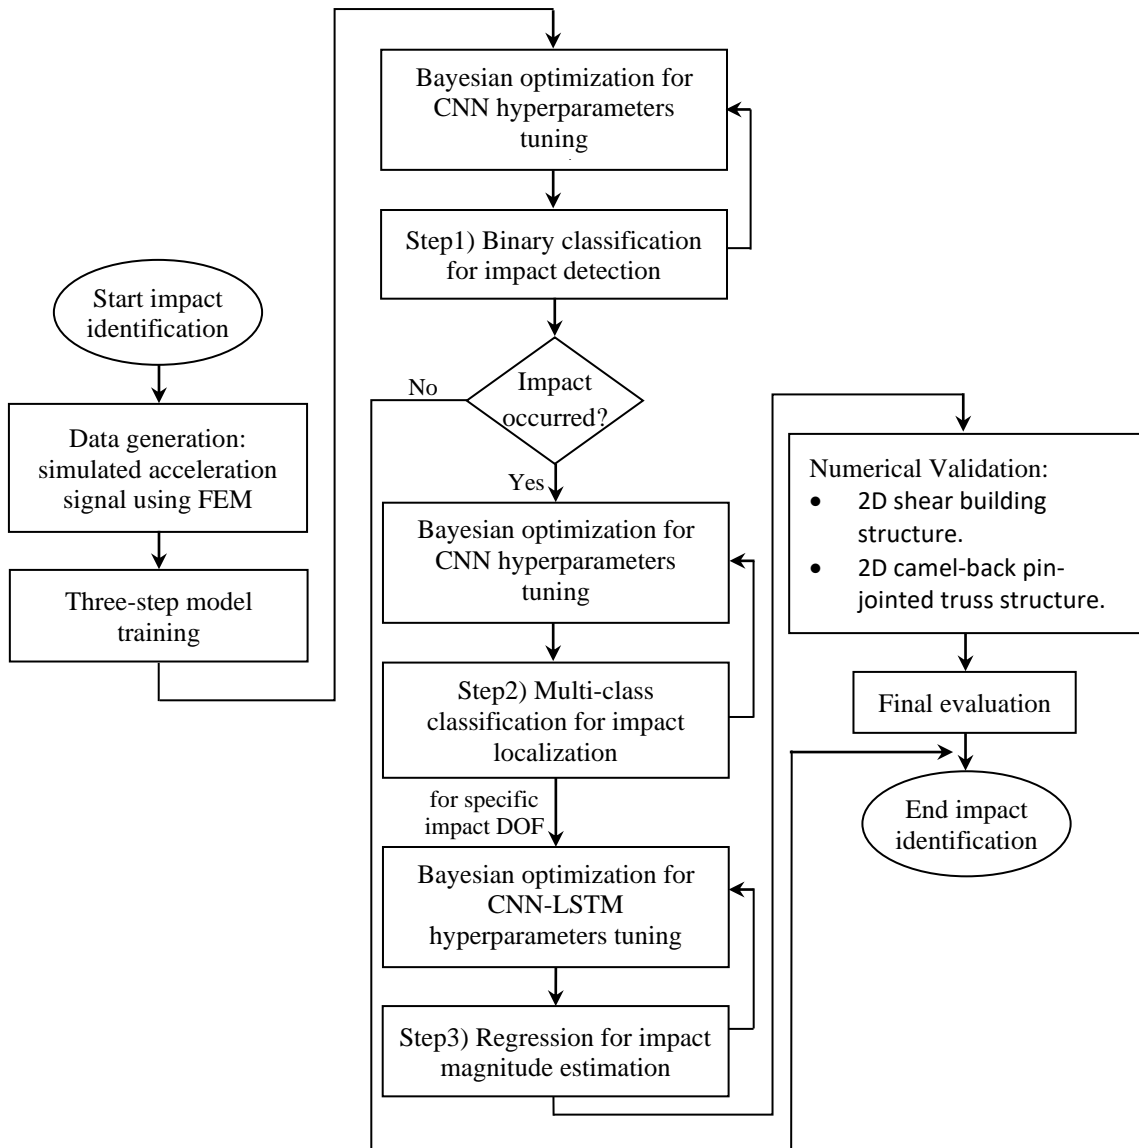 Start impact
identification
Data generation:
simulated acceleration
signal using FEM
Three-step model
training
Bayesian optimization for
CNN hyperparameters
tuning
Step1) Binary classification
for impact detection
Impact
occurred?
No
Yes
Bayesian optimization for
CNN hyperparameters
tuning
Step2) Multi-class
classification for impact
localization
for specific
impact DOF
Bayesian optimization for
CNN-LSTM
hyperparameters tuning
Step3) Regression for impact
magnitude estimation
Numerical Validation:
• 2D shear building
structure.
• 2D camel-back pin-
jointed truss structure.
Final evaluation
End impact
identification